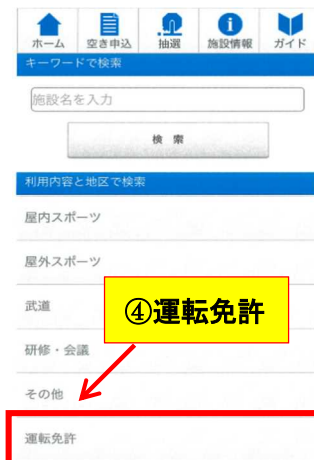 ホーム 空き申込 抽選 施設情報 ガイド
キーワードで検索
施設名を入力
検 索
利用内容と地区で検索
屋内スポーツ
屋外スポーツ
武道
④運転免許
研修・会議
その他
運転免許